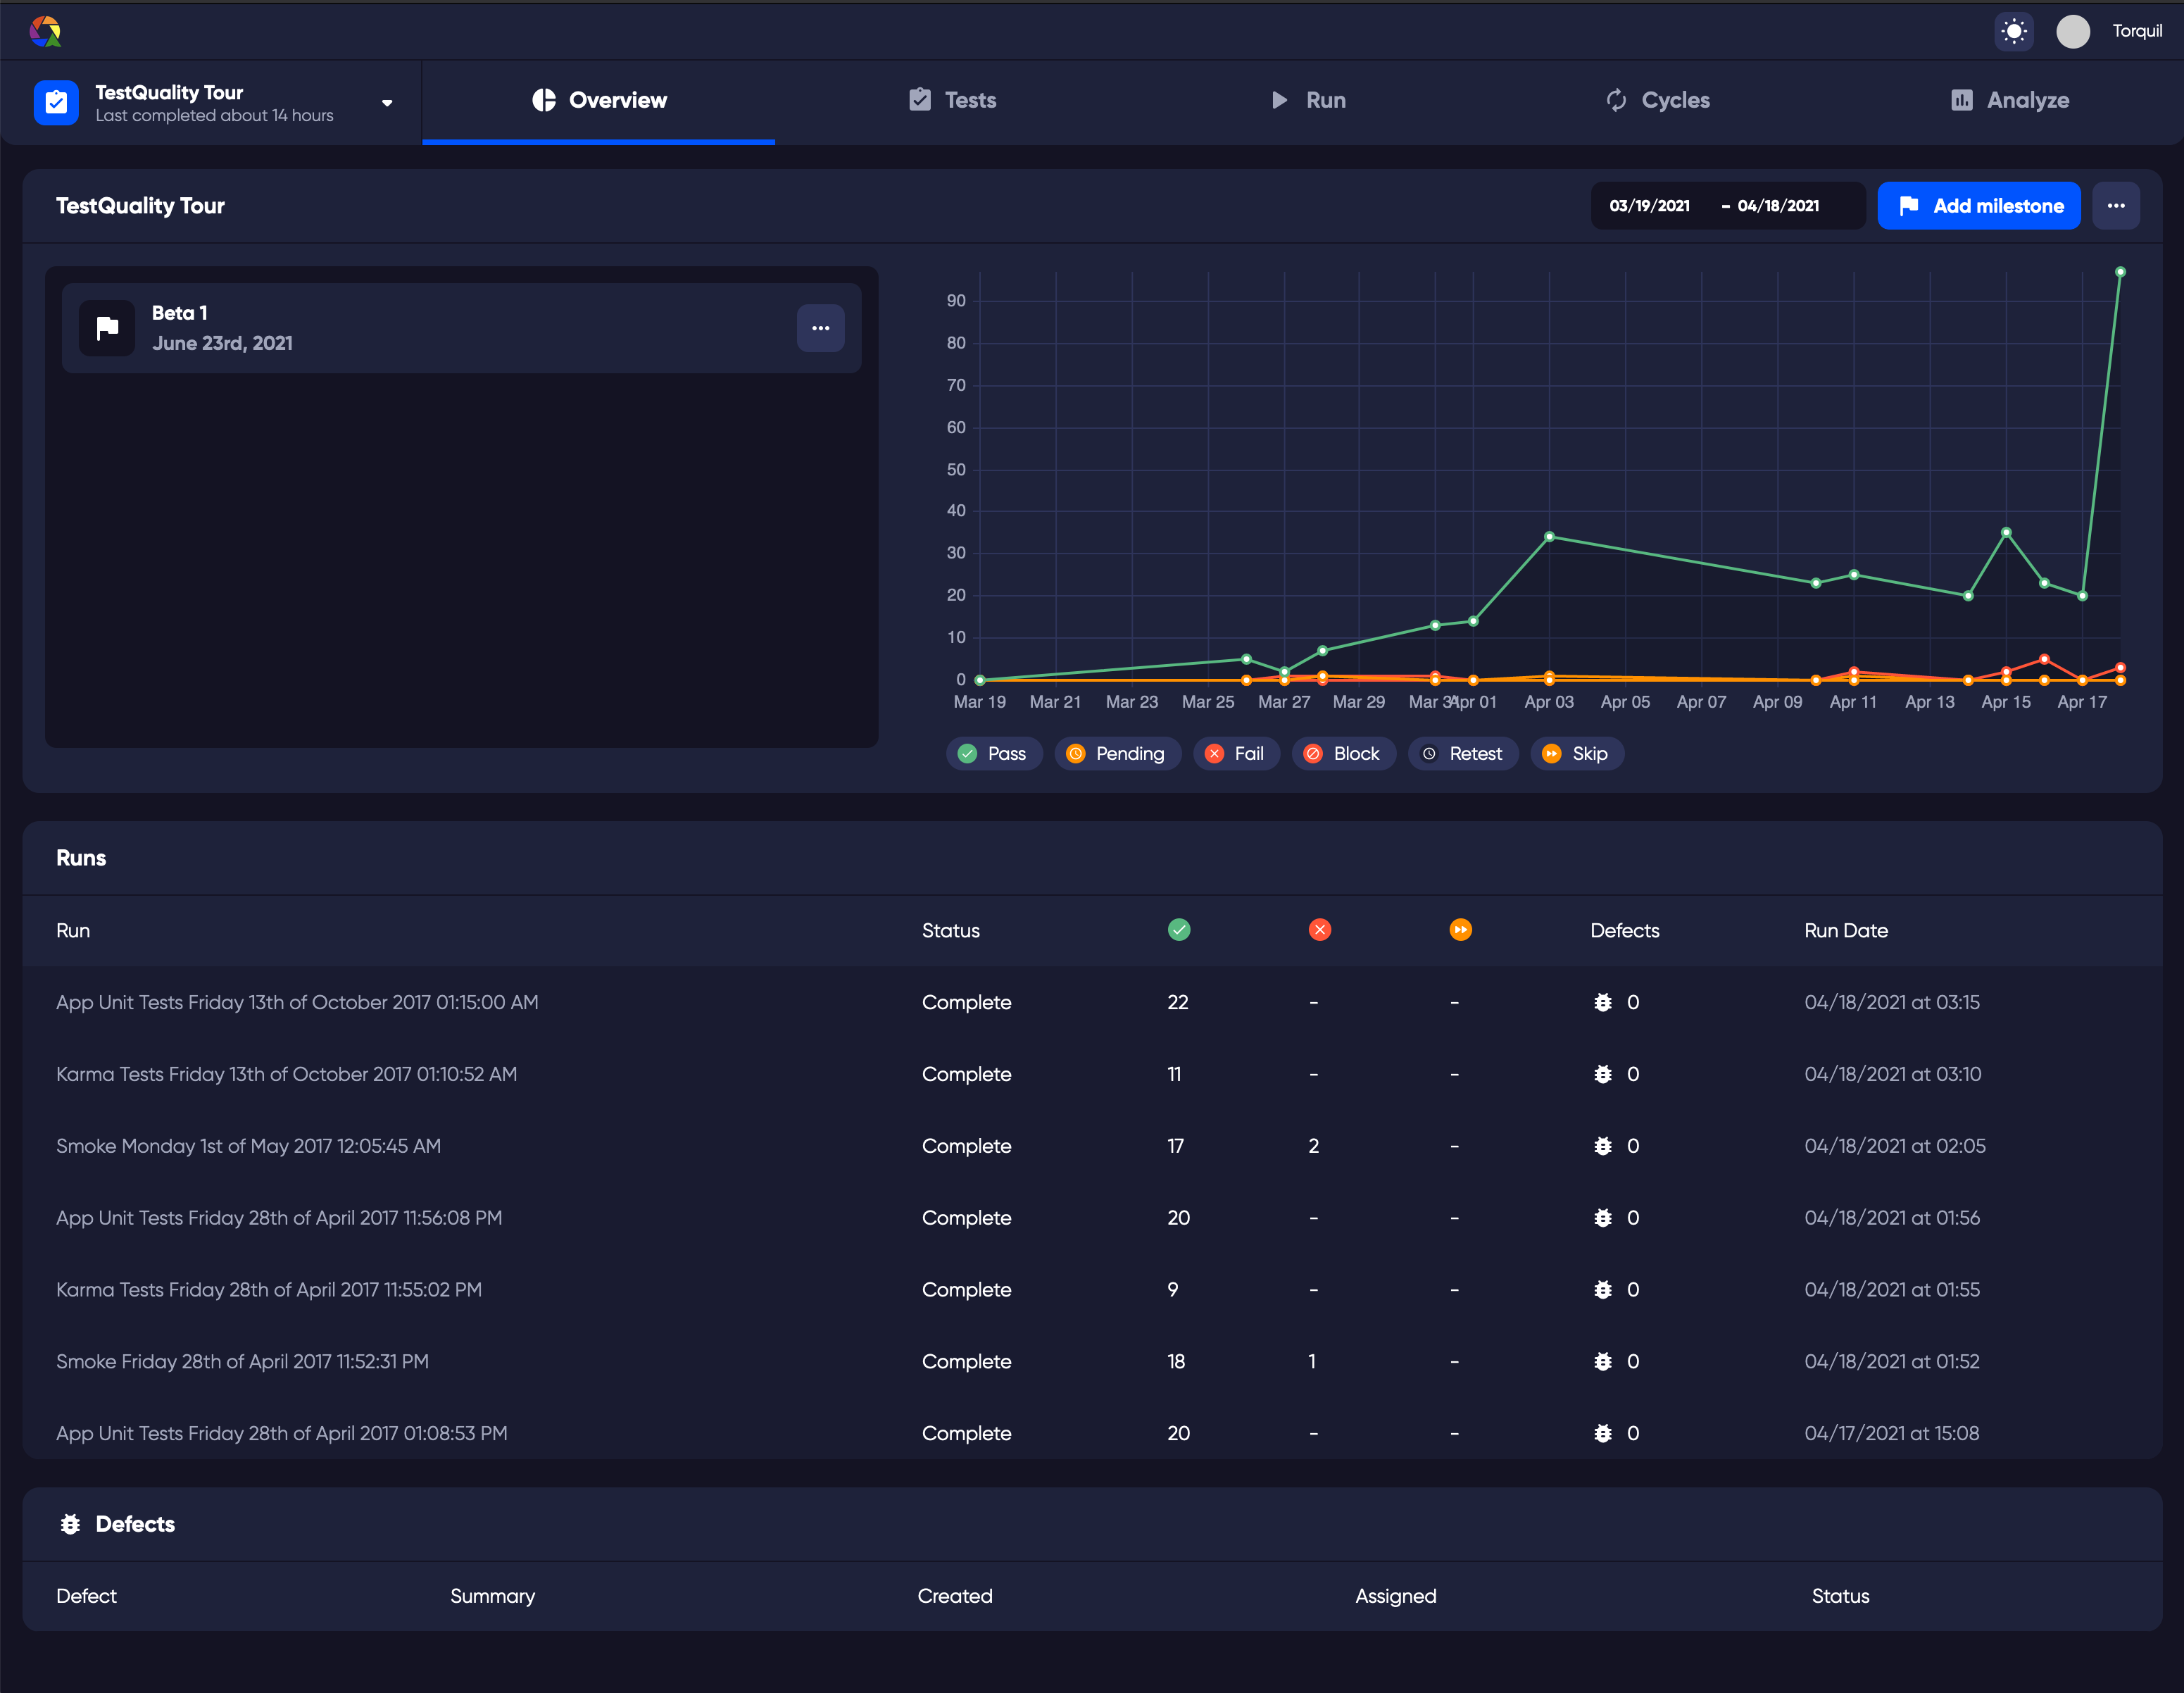 Torquil
TestQuality Tour
Last completed about 14 hours
Overview
Tests
Run
Cycles
Analyze
TestQuality Tour
03/19/2021 – 04/18/2021
Add milestone
Beta 1
June 23rd, 2021
90
80
70
60
50
40
30
20
10
0
Mar 19 Mar 21 Mar 23 Mar 25 Mar 27 Mar 29 Mar 31 Apr 01 Apr 03 Apr 05 Apr 07 Apr 09 Apr 11 Apr 13 Apr 15 Apr 17
Pass Pending Fail Block Retest Skip
Runs
Run Status Defects Run Date
App Unit Tests Friday 13th of October 2017 01:15:00 AM Complete 22 - - 0 04/18/2021 at 03:15
Karma Tests Friday 13th of October 2017 01:10:52 AM Complete 11 - - 0 04/18/2021 at 03:10
Smoke Monday 1st of May 2017 12:05:45 AM Complete 17 2 - 0 04/18/2021 at 02:05
App Unit Tests Friday 28th of April 2017 11:56:08 PM Complete 20 - - 0 04/18/2021 at 01:56
Karma Tests Friday 28th of April 2017 11:55:02 PM Complete 9 - - 0 04/18/2021 at 01:55
Smoke Friday 28th of April 2017 11:52:31 PM Complete 18 1 - 0 04/18/2021 at 01:52
App Unit Tests Friday 28th of April 2017 01:08:53 PM Complete 20 - - 0 04/17/2021 at 15:08
Defects
Defect Summary Created Assigned Status